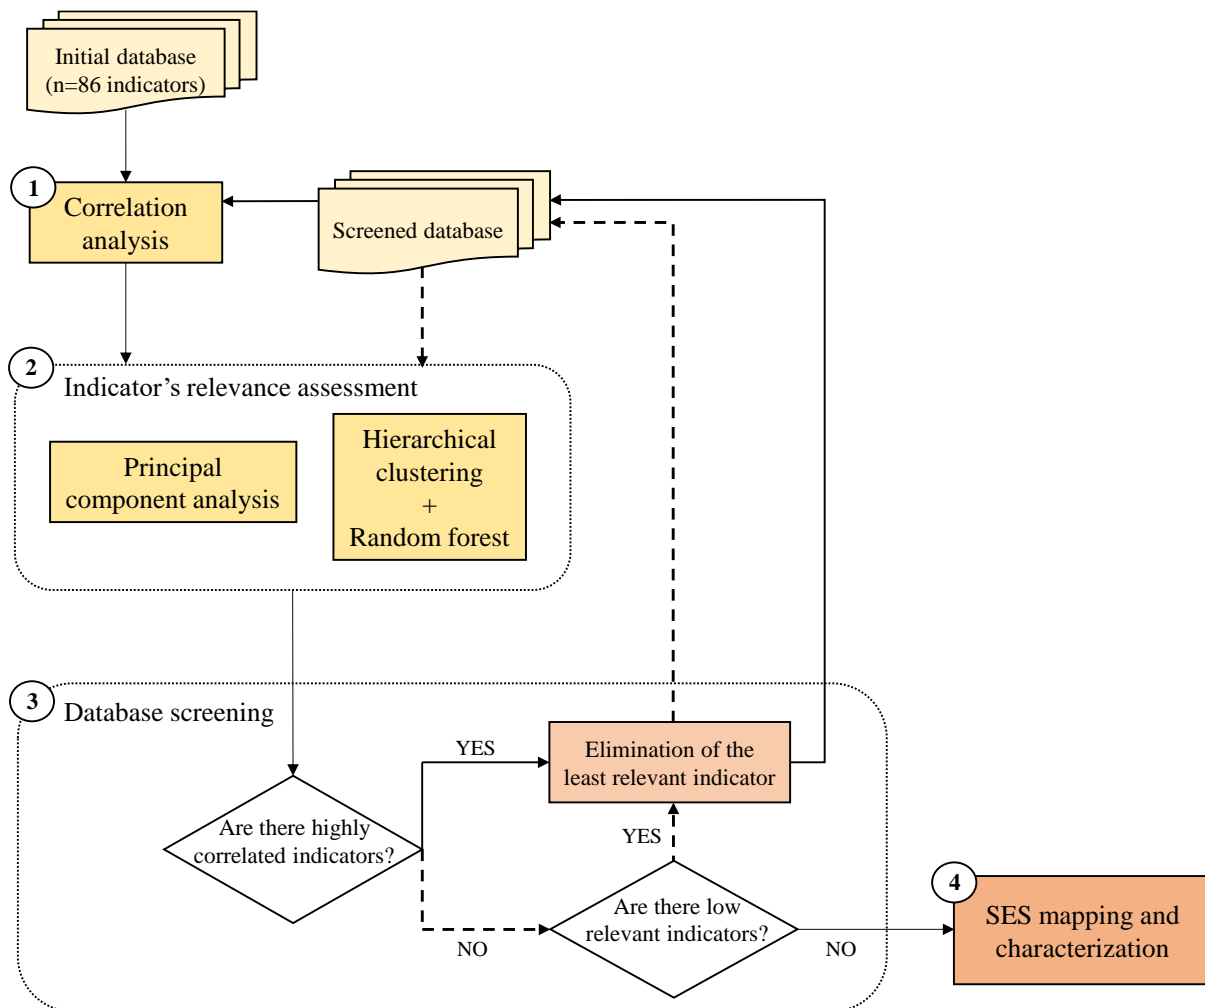 Initial database
(n=86 indicators)
1
Correlation
analysis
Screened database
2
Indicator’s relevance assessment
Principal
component analysis
Hierarchical
clustering
+
Random forest
3
Database screening
YES
Elimination of the
least relevant indicator
Are there highly
correlated indicators?
YES
NO
Are there low
relevant indicators?
NO
4
SES mapping and
characterization